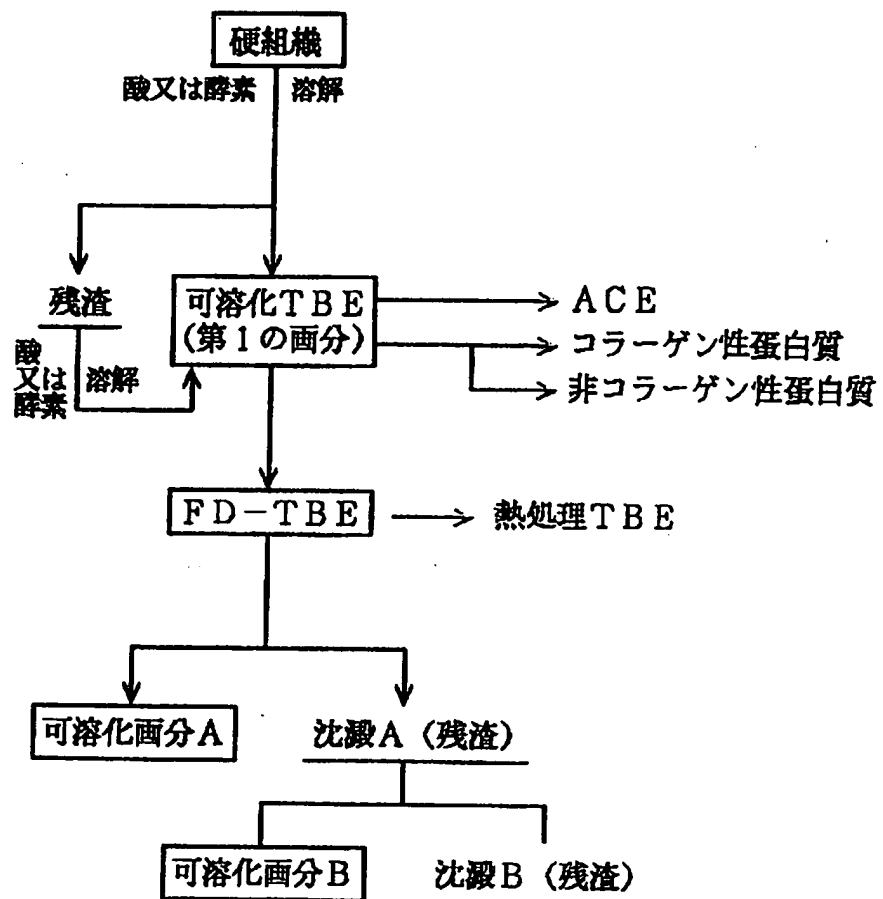 硬組織
酸又は酵素 溶解
残渣
可溶化TBE
(第1の画分)
ACE
コラーゲン性蛋白質
非コラーゲン性蛋白質
酸
又は
酵素
溶解
FD-TBE
熱処理TBE
可溶化画分A
沈澱A(残渣)
可溶化画分B
沈澱B(残渣)